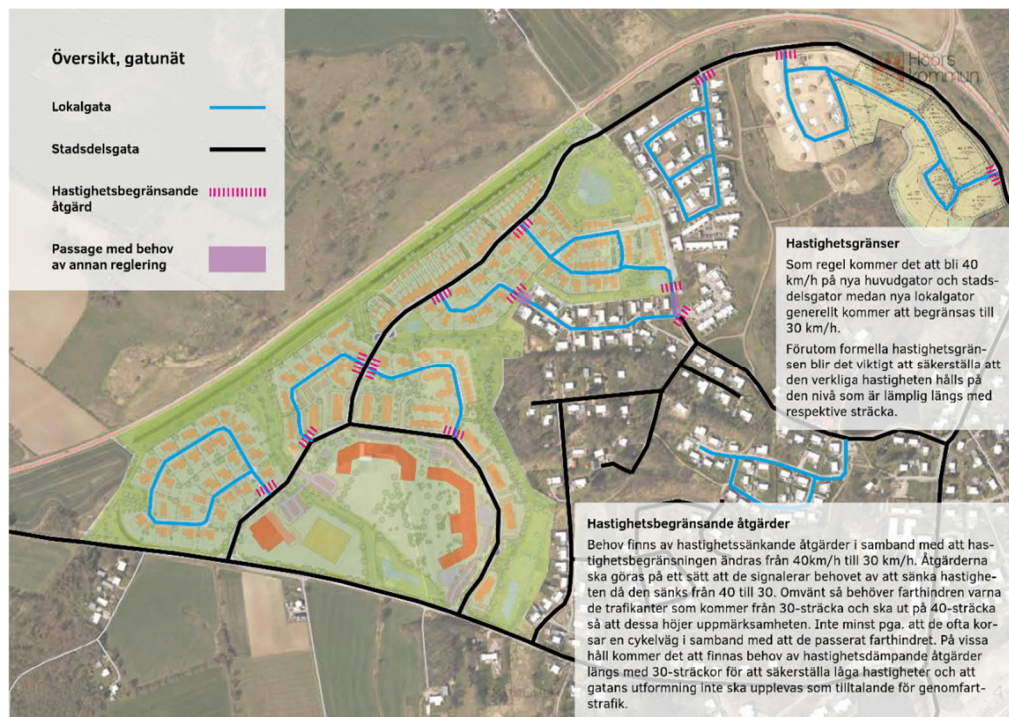 Översikt, gatunät
Lokalgata
Stadsdelsgata
Hastighetsbegränsande
åtgärd
Passage med behov
av annan reglering
Höörs
kommun
Hastighetsgränser
Som regel kommer det att bli 40
km/h på nya huvudgator och stads-
delsgator medan nya lokalgator
generellt kommer att begränsas till
30 km/h.
Förutom formella hastighetsgrän-
sen blir det viktigt att säkerställa att
den verkliga hastigheten hålls på
den nivå som är lämplig längs med
respektive sträcka.
Hastighetsbegränsande åtgärder
Behov finns av hastighetssänkande åtgärder i samband med att has-
tighetsbegränsningen ändras från 40km/h till 30 km/h. Åtgärderna
ska göras på ett sätt att de signalerar behovet av att sänka hastighe-
ten då den sänks från 40 till 30. Omvänt så behöver farthindren varna
de trafikanter som kommer från 30-sträcka och ska ut på 40-sträcka
så att dessa höjer uppmärksamheten. Inte minst pga. att de ofta kor-
sar en cykelväg i samband med att de passerat farthindret. På vissa
håll kommer det att finnas behov av hastighetsdämpande åtgärder
längs med 30-sträckor för att säkerställa låga hastigheter och att
gatans utformning inte ska upplevas som tilltalande för genomfart-
strafik.